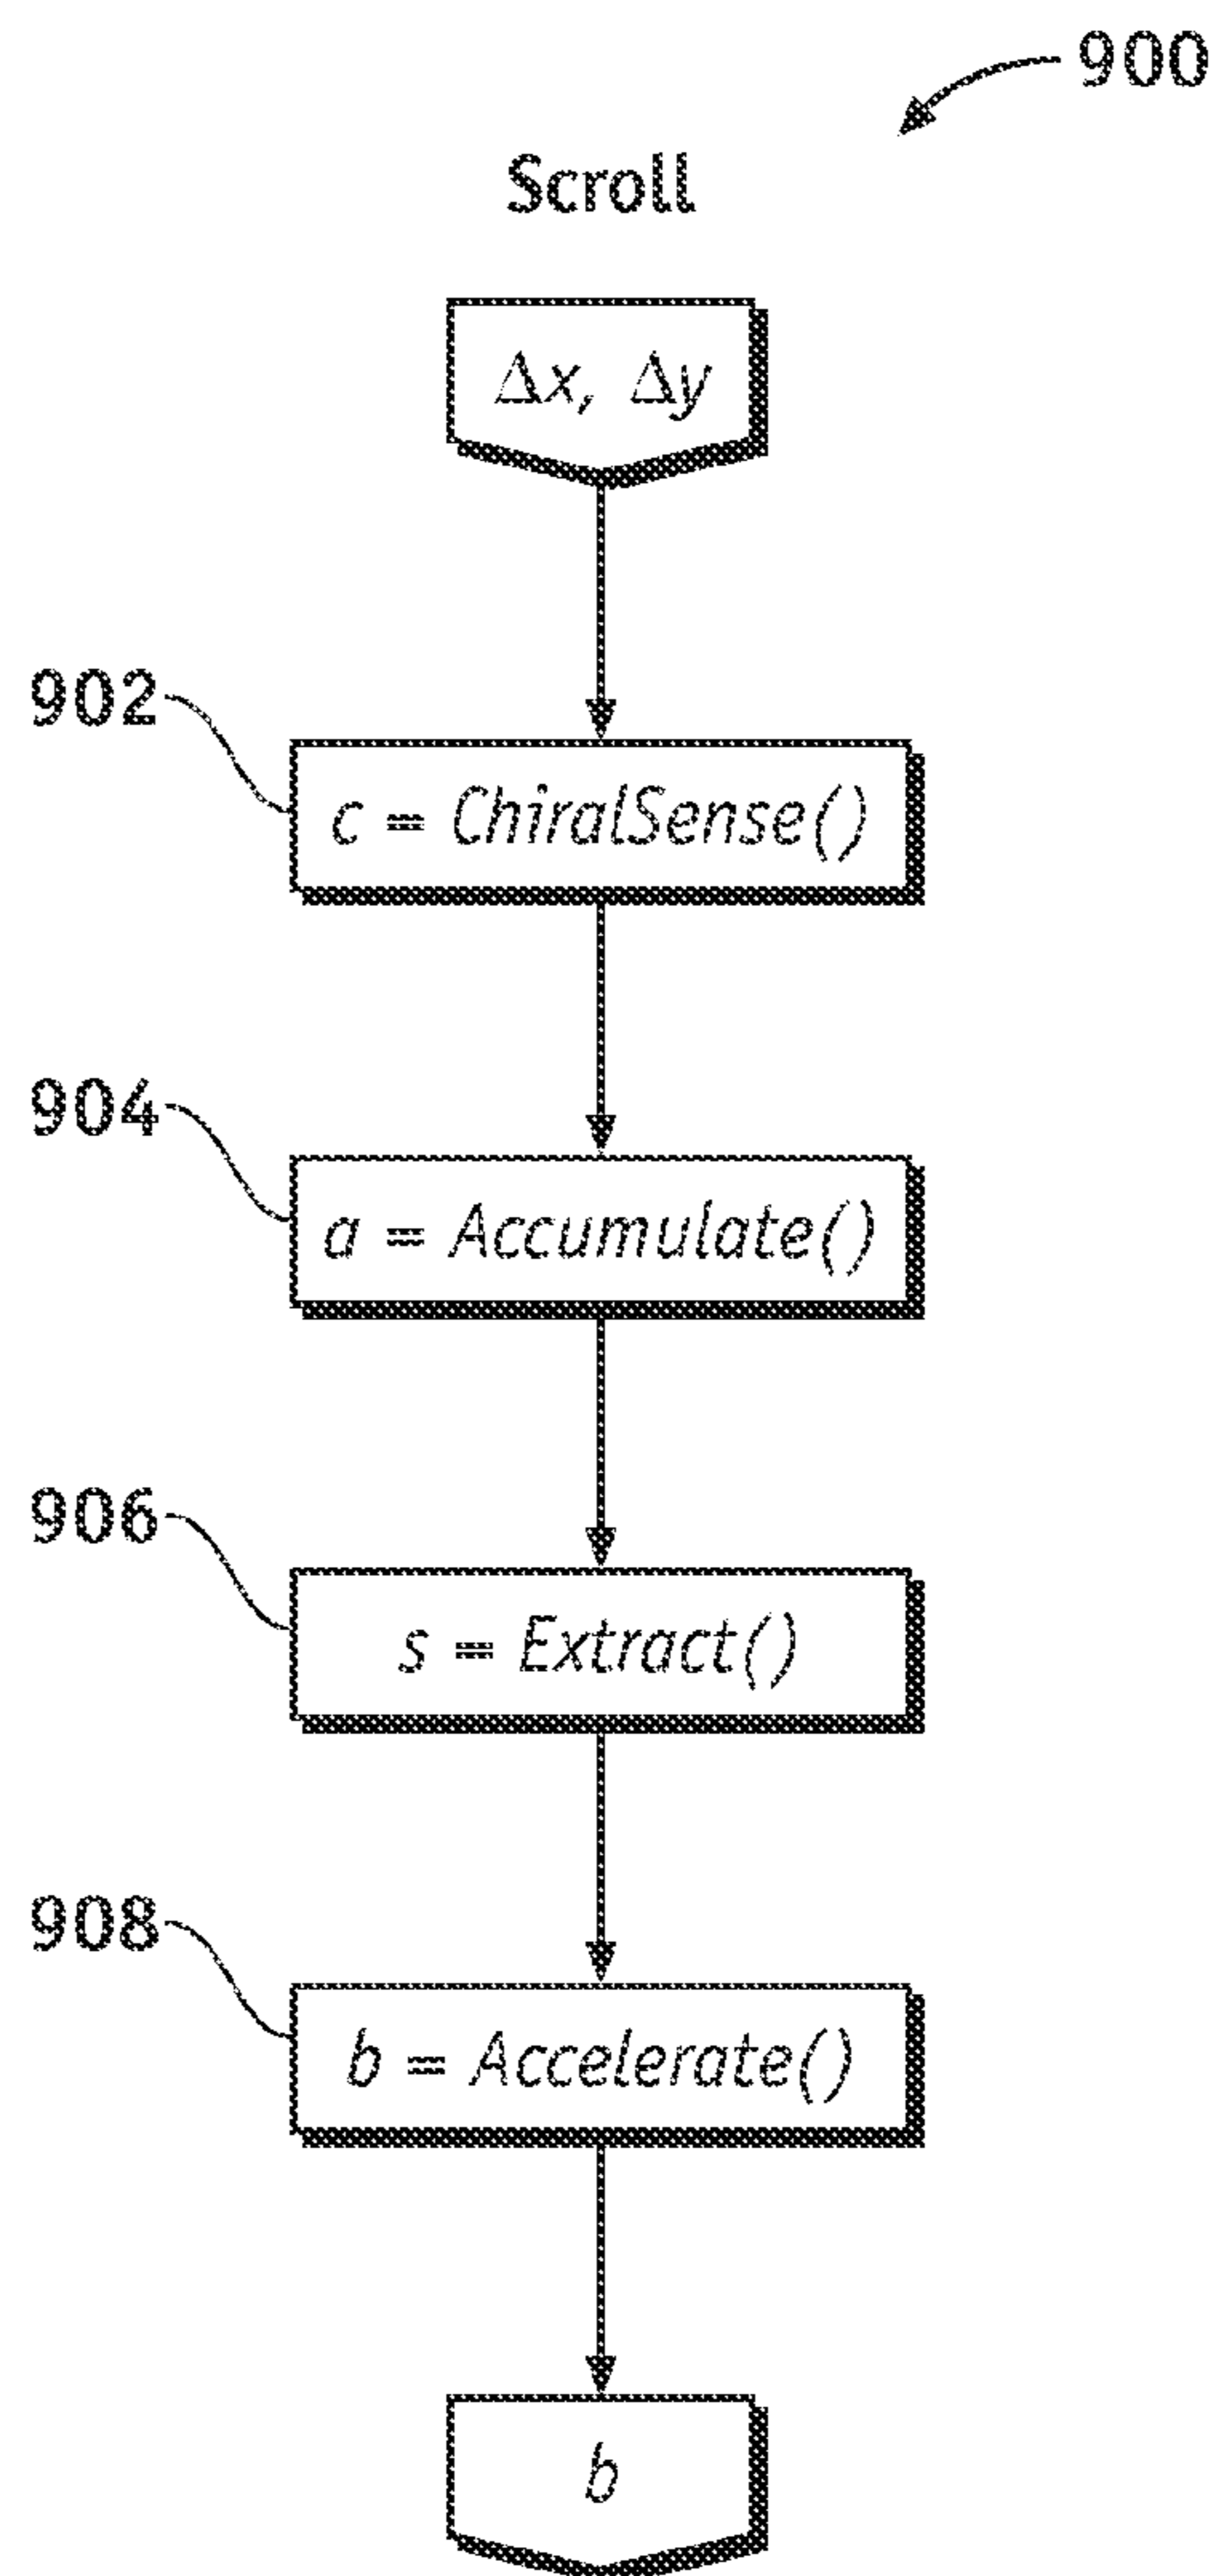 900
Scroll
Δx, Δy
902
c = ChiralSense()
904
a = Accumulate()
906
s = Extract()
908
b = Accelerate()
b